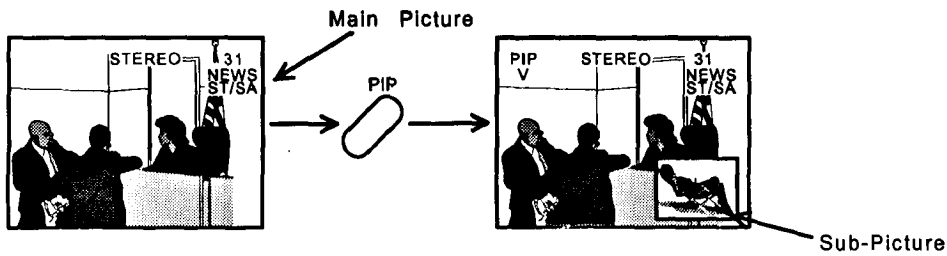 Main Picture
STEREO 31
NEWS
ST/SA
PIP
PIP STEREO 31
V NEWS
ST/SA
Sub-Picture